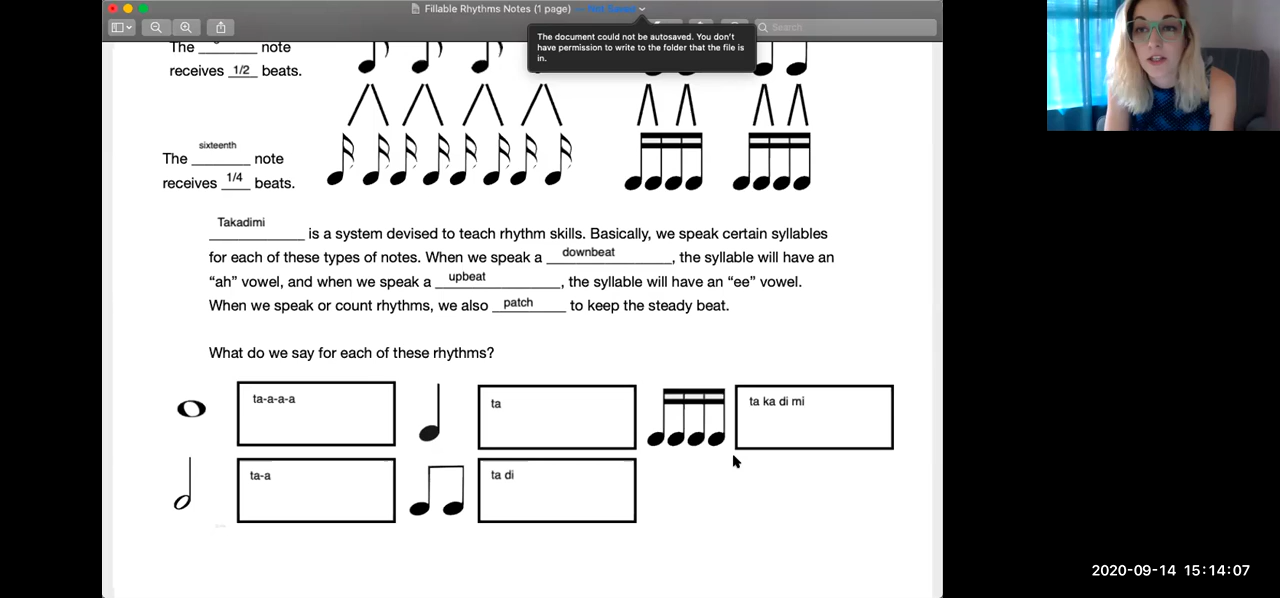 Fillable Rhythms Notes (1 page) — Not Saved
Search
The document could not be autosaved. You don't
have permission to write to the folder that the file is
in.
The ________ note
receives 1/2 beats.
sixteenth
The ________ note
receives 1/4 beats.
Takadimi
____________ is a system devised to teach rhythm skills. Basically, we speak certain syllables
for each of these types of notes. When we speak a downbeat, the syllable will have an
“ah” vowel, and when we speak a upbeat, the syllable will have an “ee” vowel.
When we speak or count rhythms, we also patch to keep the steady beat.
What do we say for each of these rhythms?
ta-a-a-a
ta
ta ka di mi
ta-a
ta di
2020-09-14 15:14:07